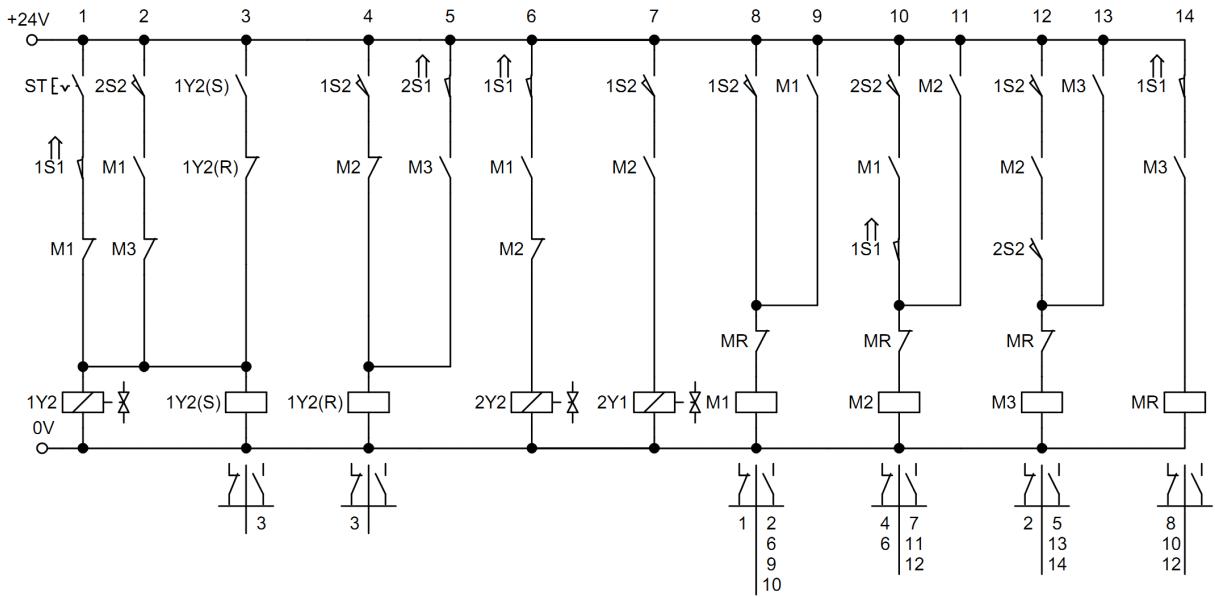 +24V 1 2 3 4 5 6 7 8 9 10 11 12 13 14
ST 2S2 1Y2(S) 1S2 2S1 1S1 1S2 1S2 M1 2S2 M2 1S2 M3 1S1
1S1 M1 1Y2(R) M2 M3 M1 M2 M1 M2 M3
M1 M3 M2 1S1 2S2
MR MR MR
1Y2 1Y2(S) 1Y2(R) 2Y2 2Y1 M1 M2 M3 MR
0V
3 3 1 2 4 7 2 5 8
6 6 11 13 10
9 12 14 12
10